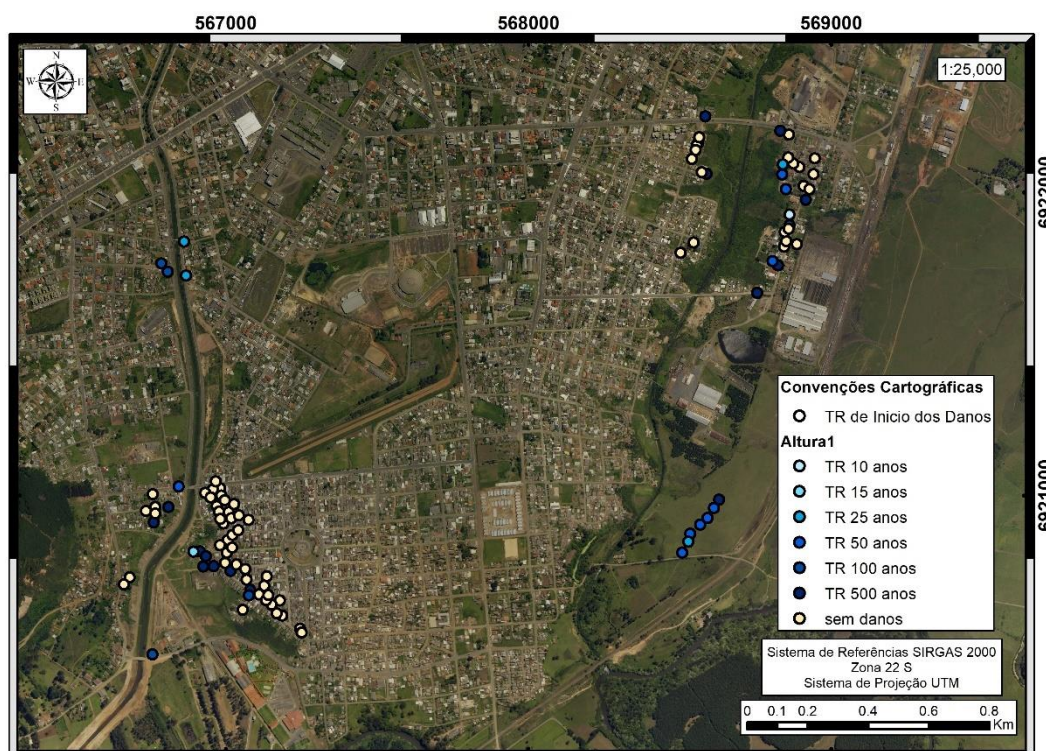 567000 568000 569000
N
W E
S
1:25,000
6922000
6921000
Convenções Cartográficas
TR de Inicio dos Danos
Altura1
TR 10 anos
TR 15 anos
TR 25 anos
TR 50 anos
TR 100 anos
TR 500 anos
sem danos
Sistema de Referências SIRGAS 2000
Zona 22 S
Sistema de Projeção UTM
0 0.2 0.4 0.6 0.8
Km